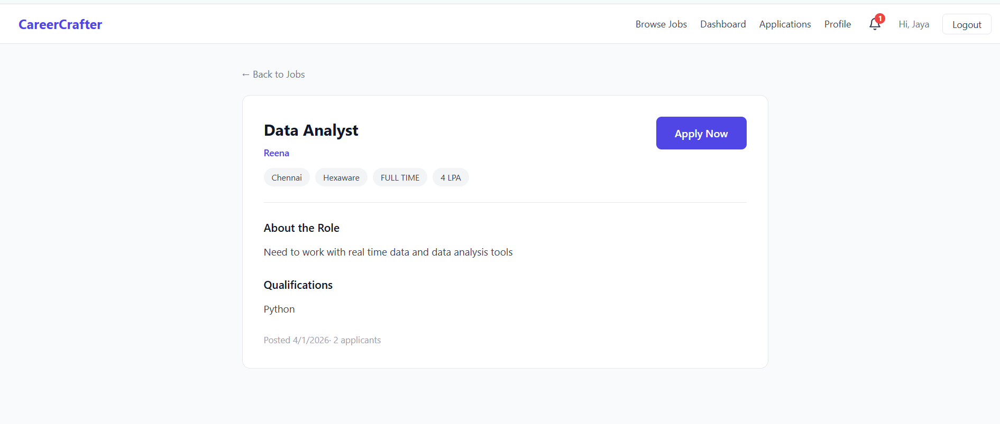 CareerCrafter
Browse Jobs Dashboard Applications Profile 1 Hi, Jaya Logout
← Back to Jobs
Data Analyst
Apply Now
Reena
Chennai Hexaware FULL TIME 4 LPA
About the Role
Need to work with real time data and data analysis tools
Qualifications
Python
Posted 4/1/2026· 2 applicants